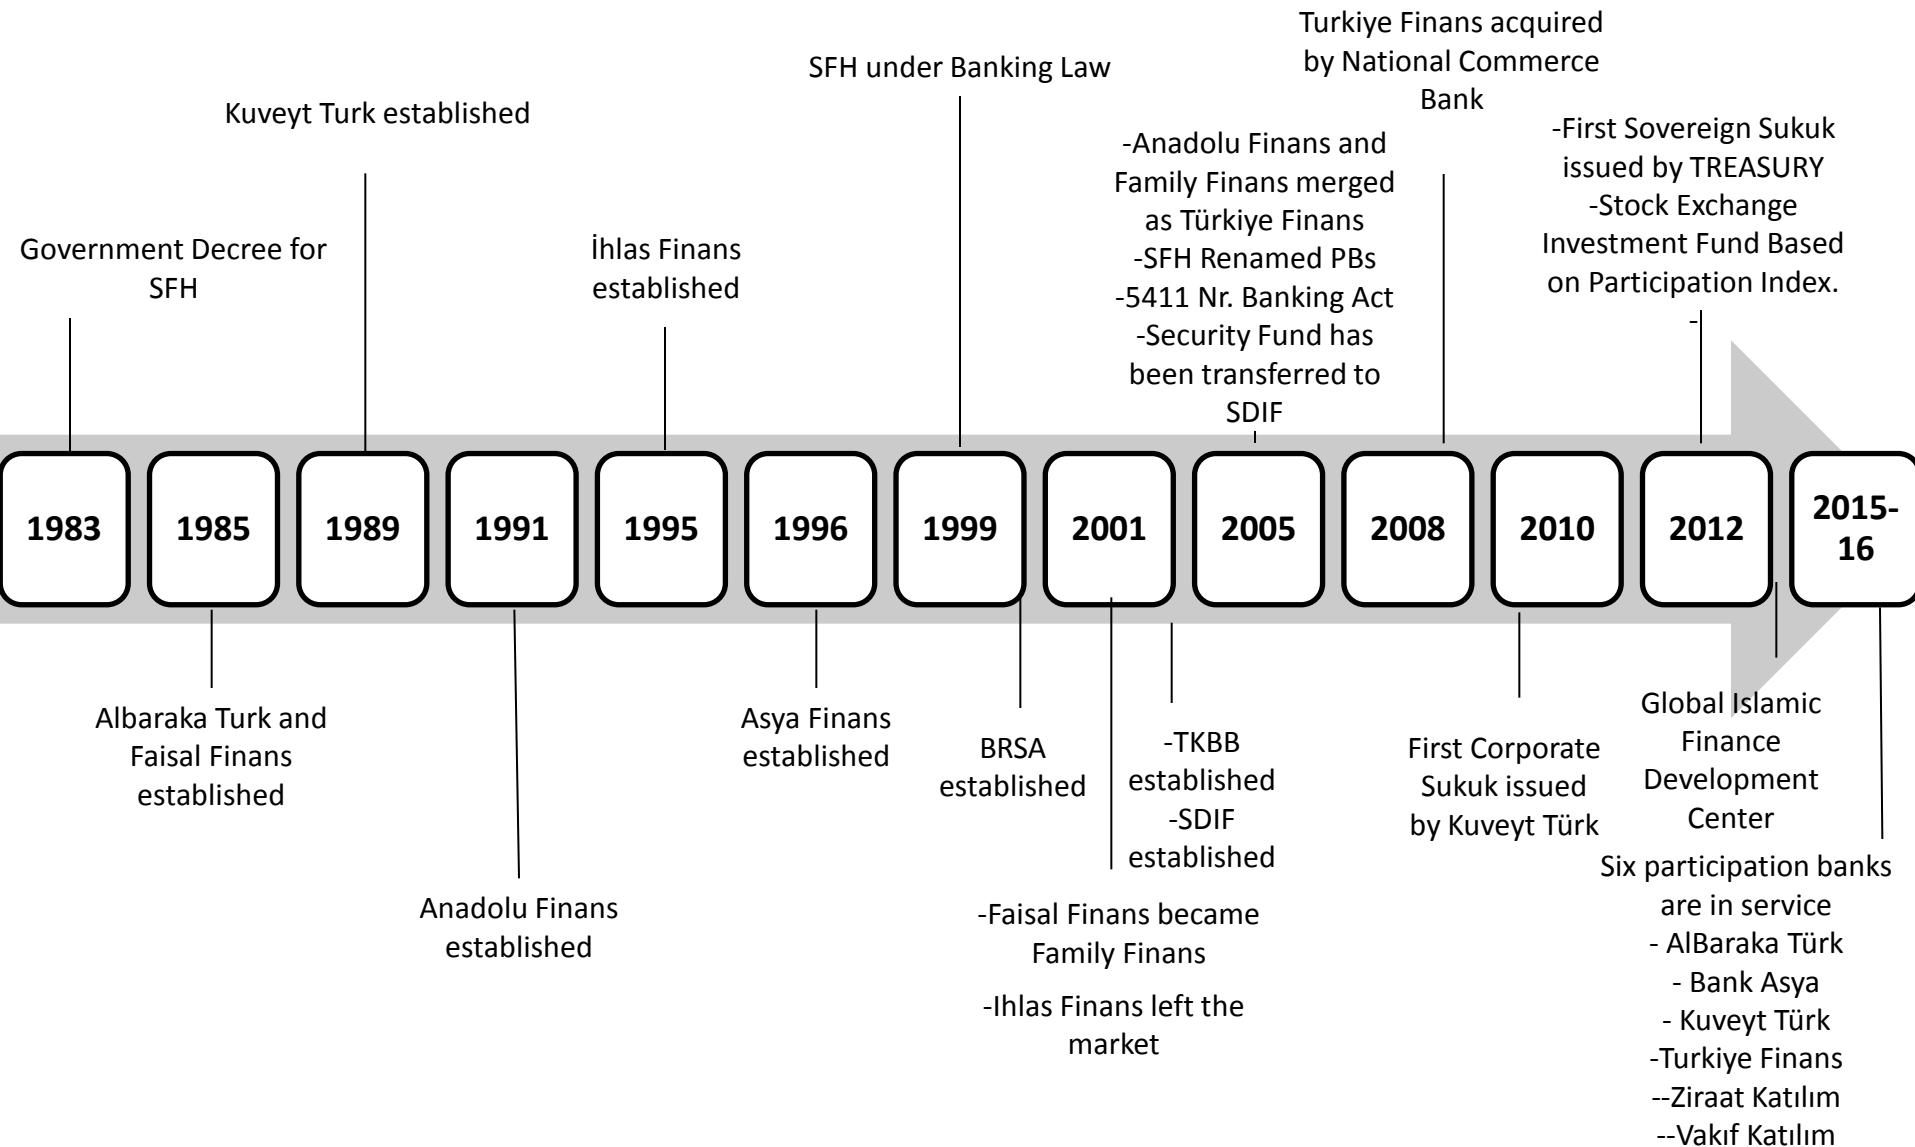 Turkiye Finans acquired
by National Commerce
Bank
SFH under Banking Law
Kuveyt Turk established
-First Sovereign Sukuk
issued by TREASURY
-Stock Exchange
Investment Fund Based
on Participation Index.
-
-Anadolu Finans and
Family Finans merged
as Türkiye Finans
-SFH Renamed PBs
-5411 Nr. Banking Act
-Security Fund has
been transferred to
SDIF
Government Decree for
SFH
İhlas Finans
established
1983
1985
1989
1991
1995
1996
1999
2001
2005
2008
2010
2012
2015-
16
Albaraka Turk and
Faisal Finans
established
Anadolu Finans
established
Asya Finans
established
BRSA
established
-TKBB
established
-SDIF
established
-Faisal Finans became
Family Finans
-Ihlas Finans left the
market
First Corporate
Sukuk issued
by Kuveyt Türk
Global Islamic
Finance
Development
Center
Six participation banks
are in service
- AlBaraka Türk
- Bank Asya
- Kuveyt Türk
-Turkiye Finans
--Ziraat Katılım
--Vakıf Katılım